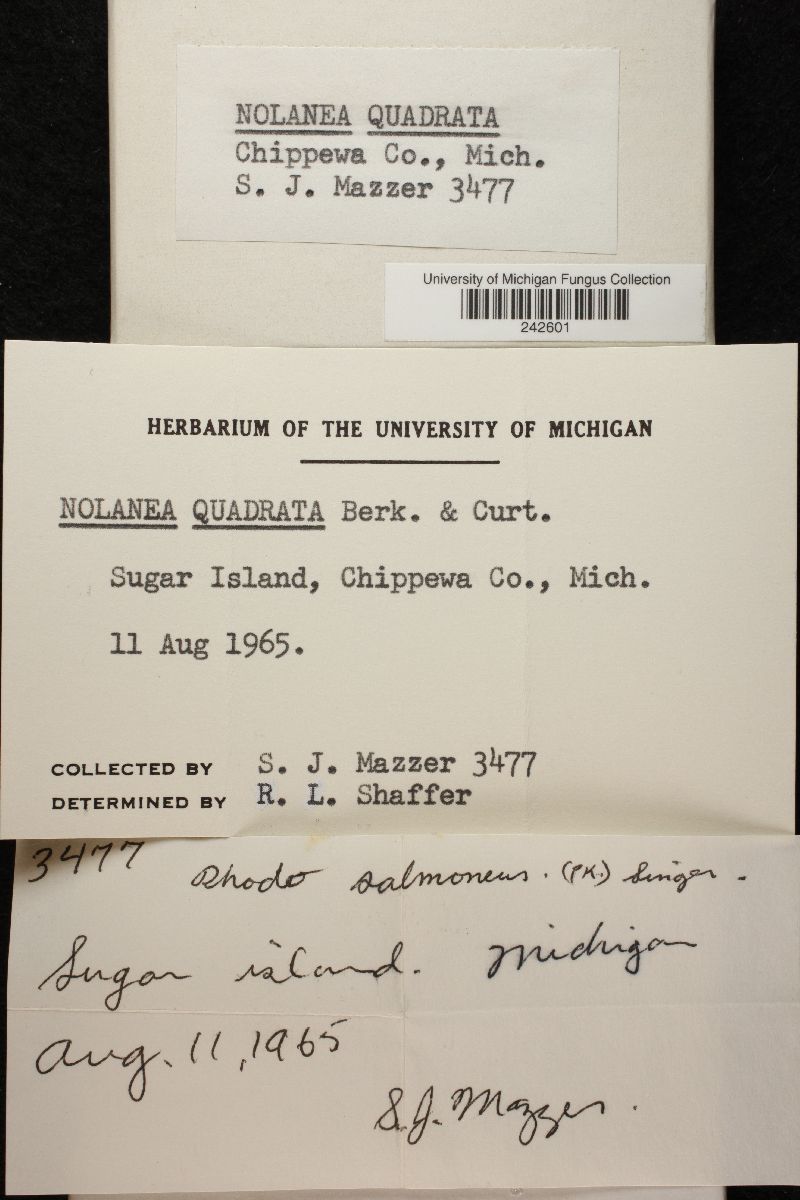 NOLANEA QUADRATA
Chippewa Co., Mich.
S. J. Mazzer 3477
University of Michigan Fungus Collection
242601
HERBARIUM OF THE UNIVERSITY OF MICHIGAN
NOLANEA QUADRATA Berk. & Curt.
Sugar Island, Chippewa Co., Mich.
11 Aug 1965.
COLLECTED BY S. J. Mazzer 3477
DETERMINED BY R. L. Shaffer
3477
Rhodo salmoneus. (PK.) Singer.
Sugar island. Michigan
Aug. 11, 1965
S.J. Mazzer.